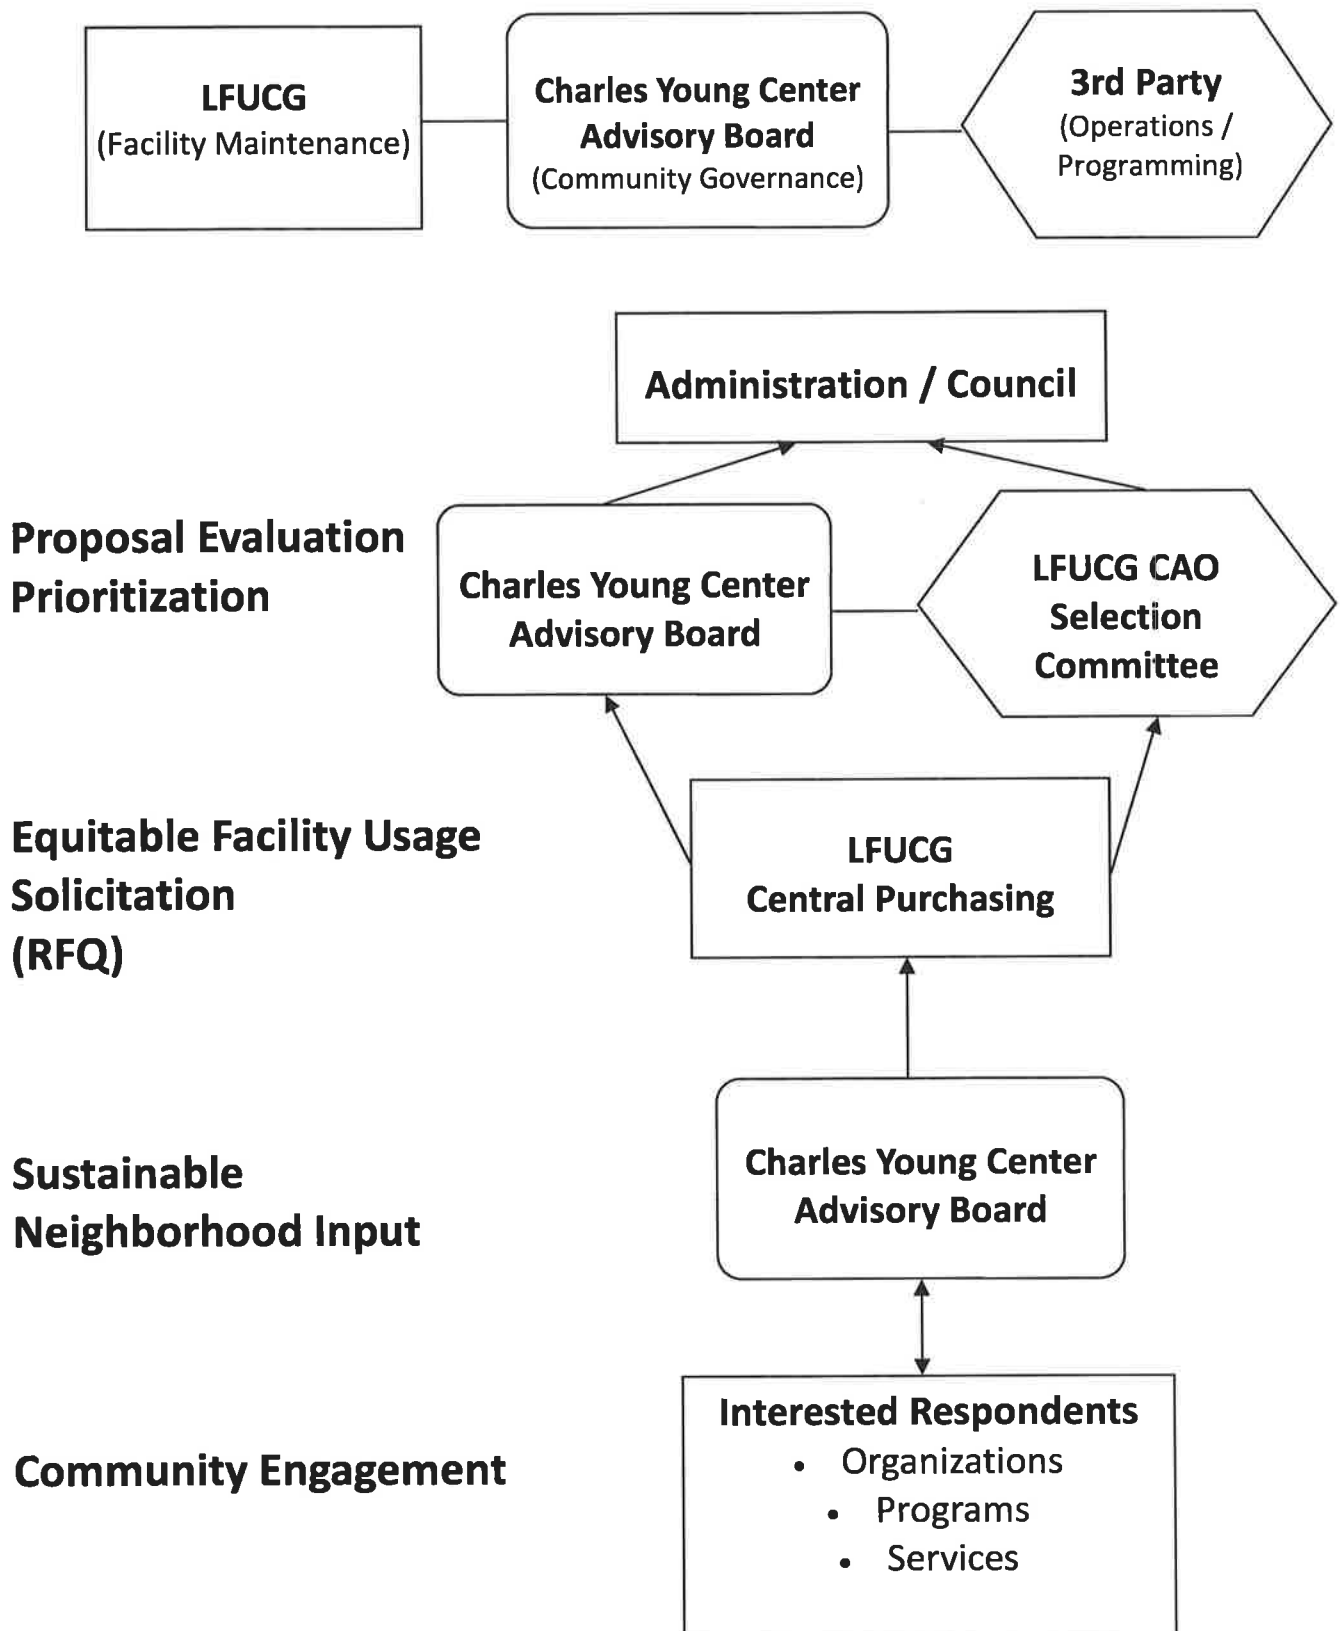 LFUCG
(Facility Maintenance)
Charles Young Center
Advisory Board
(Community Governance)
3rd Party
(Operations /
Programming)
Administration / Council
Proposal Evaluation
Prioritization
Charles Young Center
Advisory Board
LFUCG CAO
Selection
Committee
Equitable Facility Usage
Solicitation
(RFQ)
LFUCG
Central Purchasing
Sustainable
Neighborhood Input
Charles Young Center
Advisory Board
Community Engagement
Interested Respondents
• Organizations
• Programs
• Services